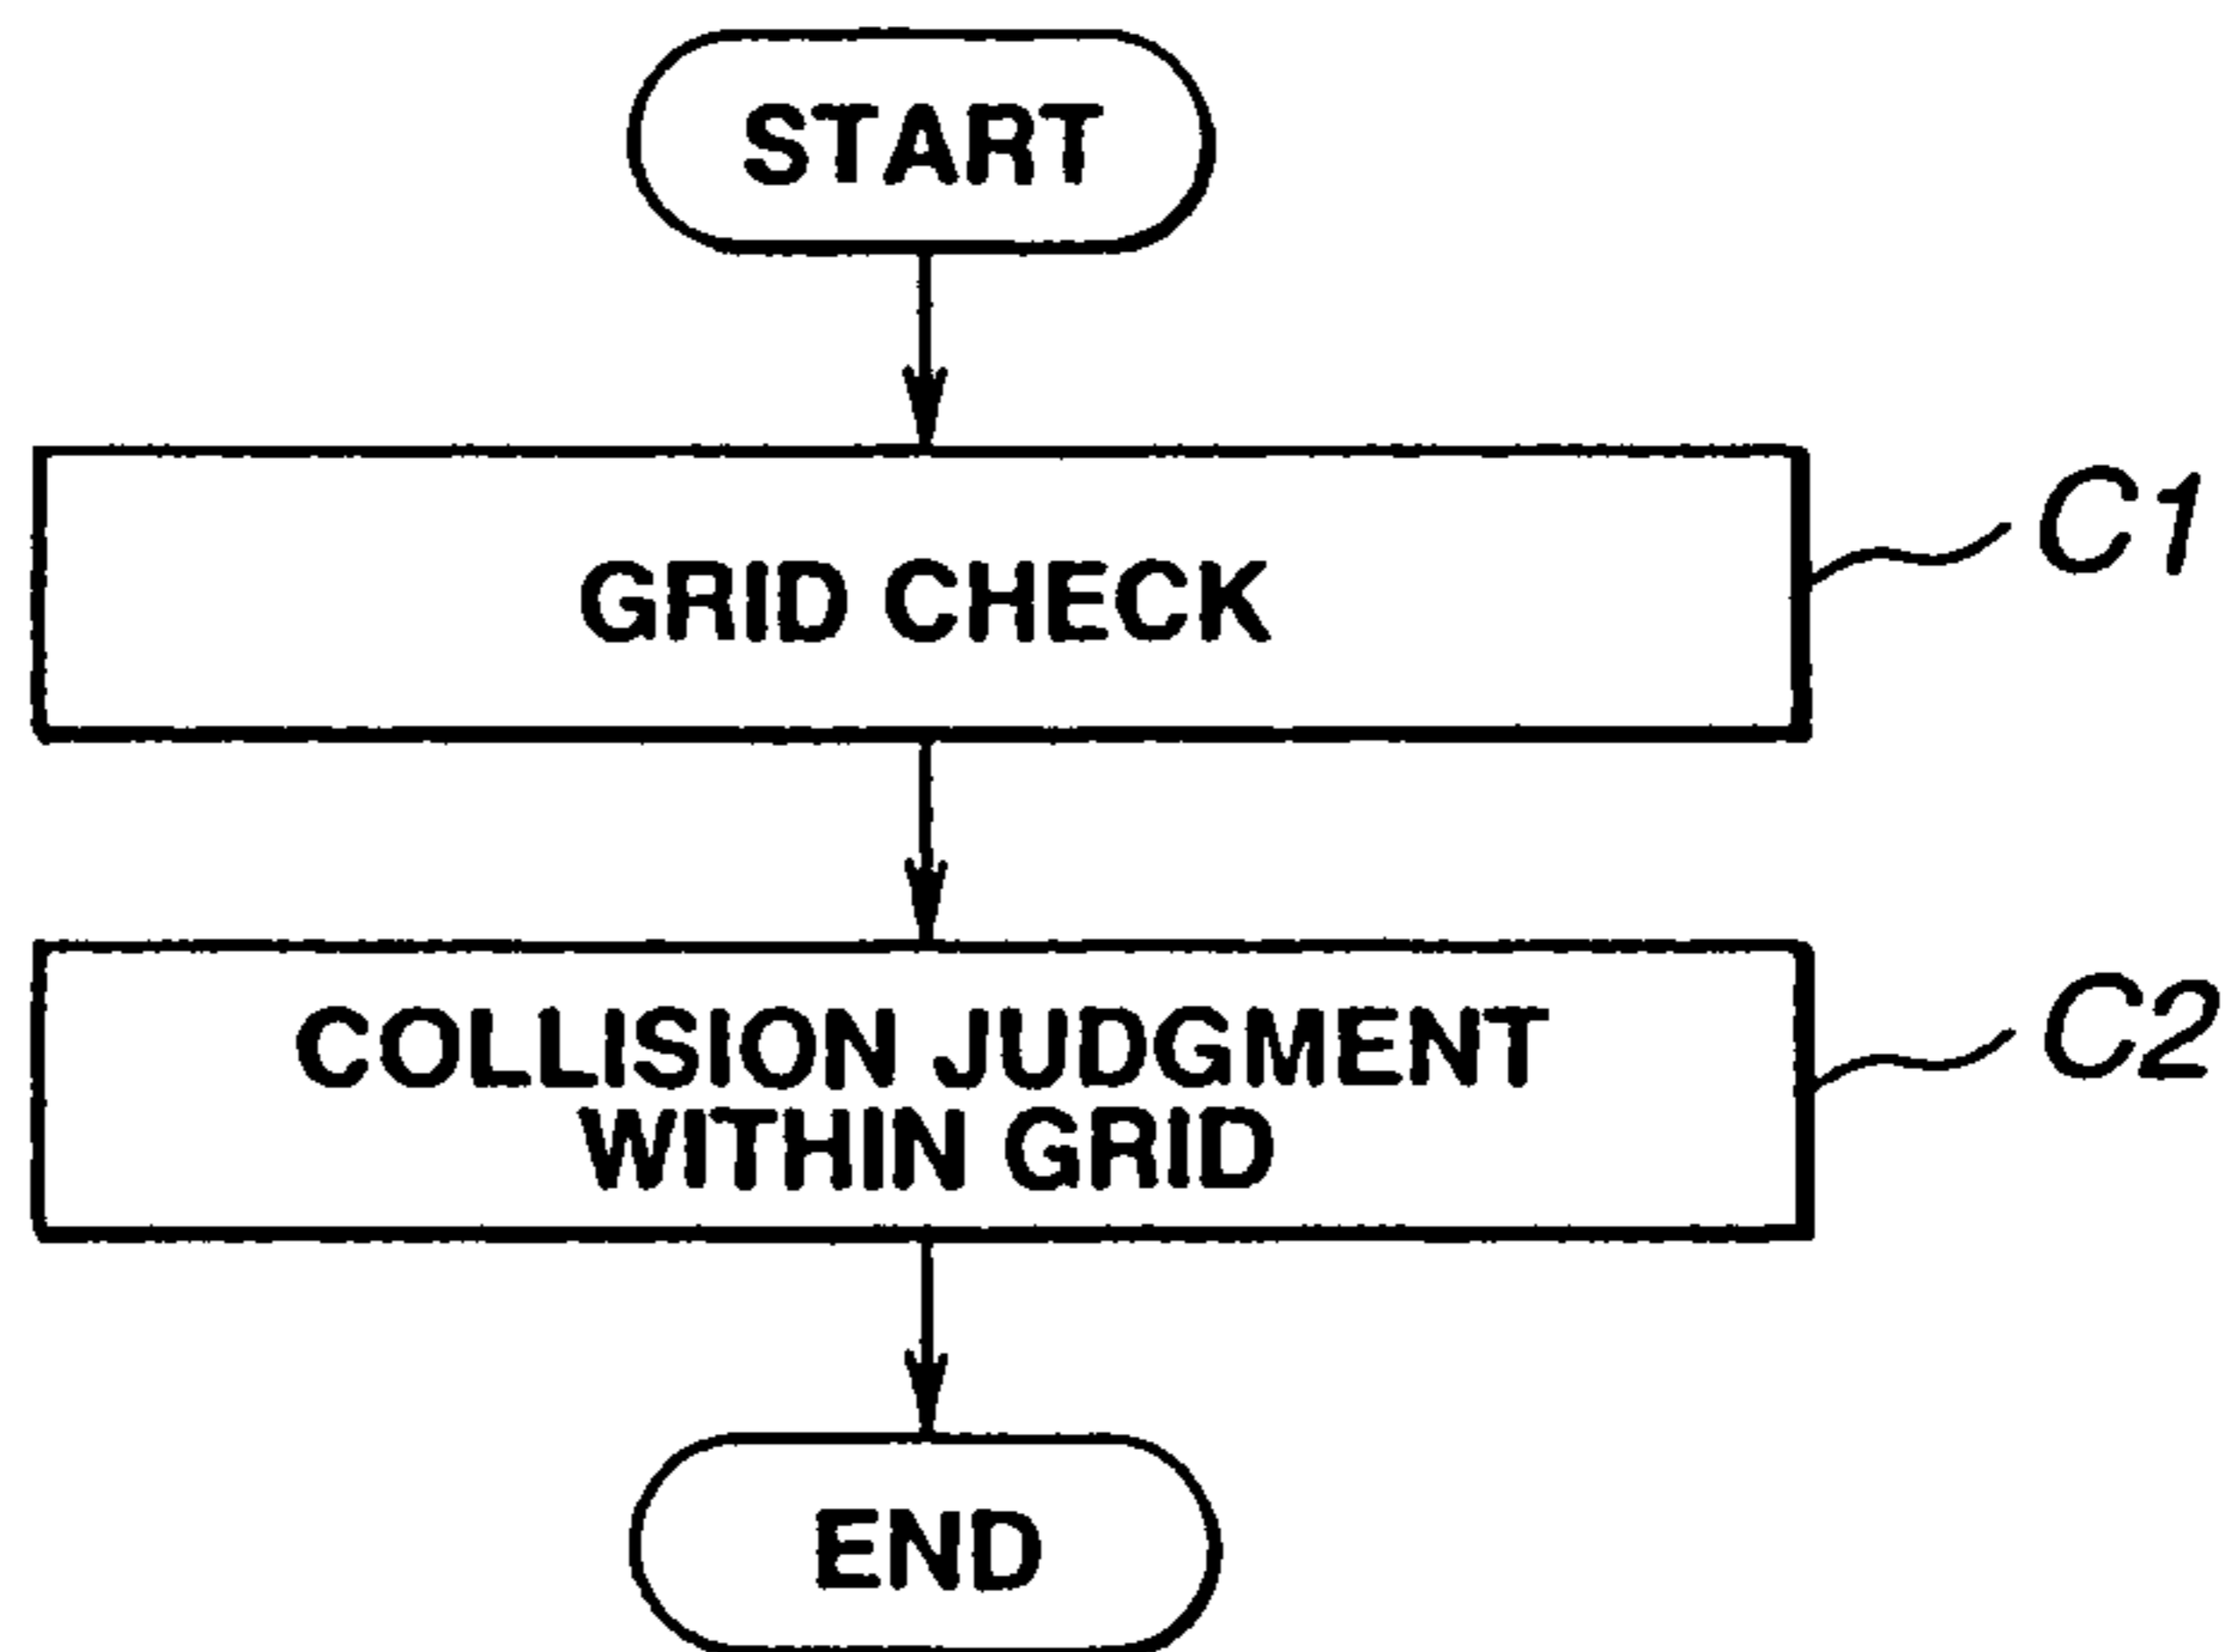 START
GRID CHECK
C1
COLLISION JUDGMENT
WITHIN GRID
C2
END